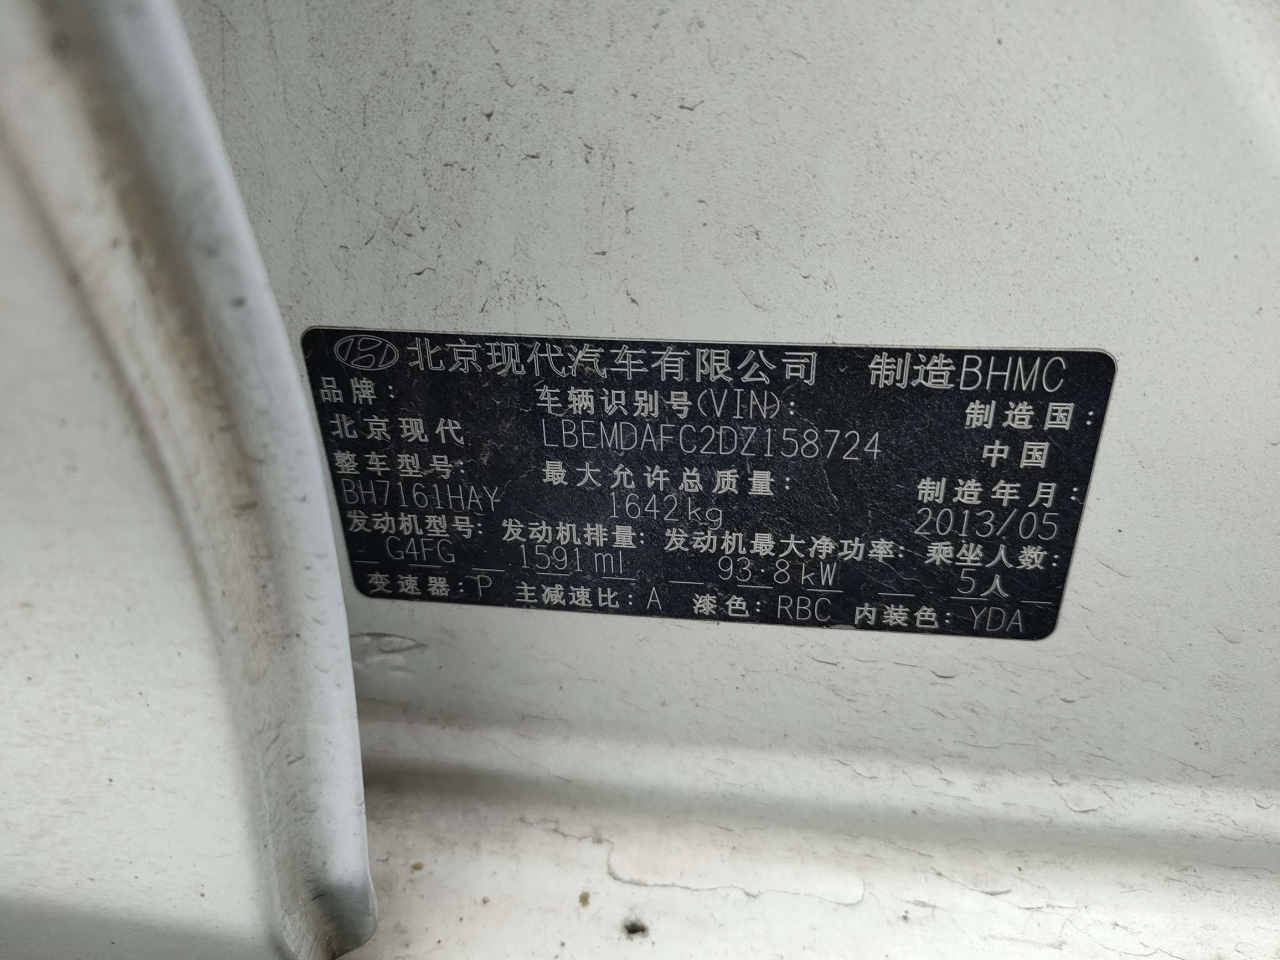 北京现代汽车有限公司 制造BHMC
品牌: 车辆识别号(VIN): 制造国:
北京现代 LBEMDAFC2DZ158724 中国
整车型号: 最大允许总质量: 制造年月:
BH7161HAY 1642kg 2013/05
发动机型号: 发动机排量: 发动机最大净功率: 乘坐人数:
G4FG 1591ml 93.8kW 5人
变速器: P 主减速比: A 漆色: RBC 内装色: YDA